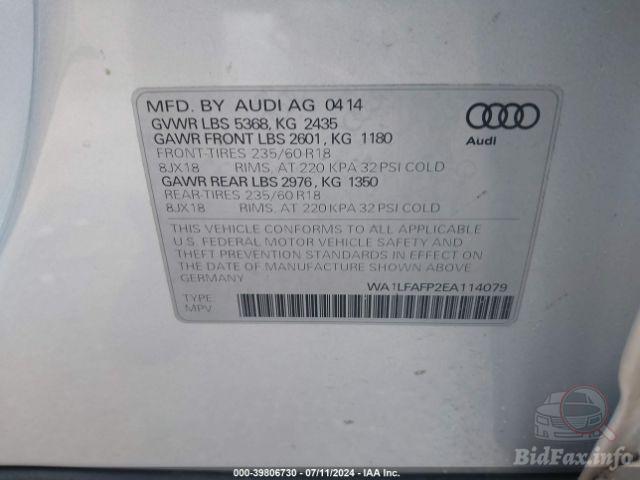 MFD. BY AUDI AG 04 14
GVWR LBS 5368, KG 2435
GAWR FRONT LBS 2601, KG 1180
FRONT-TIRES 235/60 R18
8JX18 RIMS, AT 220 KPA 32 PSI COLD
GAWR REAR LBS 2976, KG 1350
REAR-TIRES 235/60 R18
8JX18 RIMS, AT 220 KPA 32 PSI COLD
Audi
THIS VEHICLE CONFORMS TO ALL APPLICABLE
U.S. FEDERAL MOTOR VEHICLE SAFETY AND
THEFT PREVENTION STANDARDS IN EFFECT ON
THE DATE OF MANUFACTURE SHOWN ABOVE
GERMANY
WA1LFAFP2EA114079
TYPE
MPV
000-39806730 - 07/11/2024 - IAA Inc.
BidFax.info